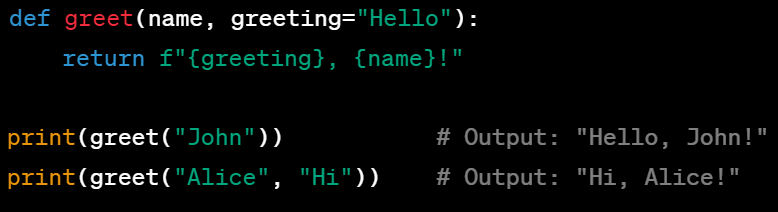 def greet(name, greeting="Hello"):
    return f"{greeting}, {name}!"

print(greet("John"))           # Output: "Hello, John!"
print(greet("Alice", "Hi"))    # Output: "Hi, Alice!"